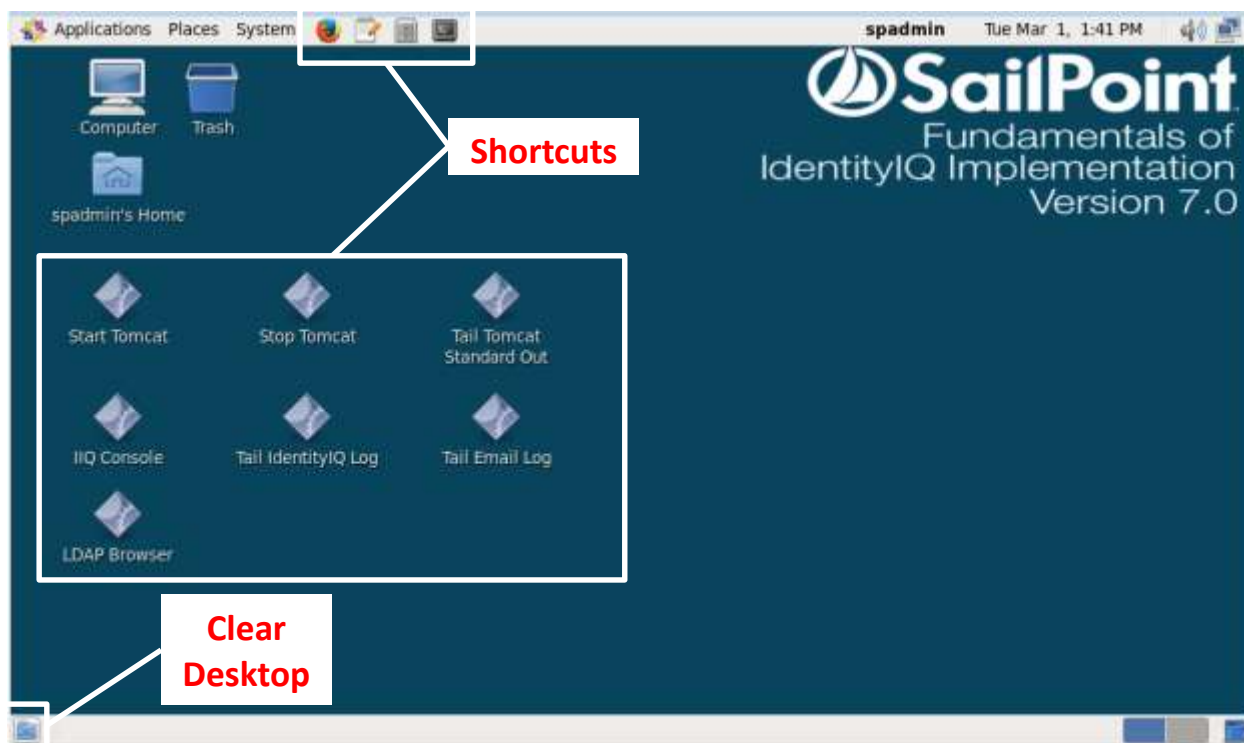 Applications Places System
spadmin Tue Mar 1, 1:41 PM
SailPoint
Fundamentals of
IdentityIQ Implementation
Version 7.0
Computer
Trash
Shortcuts
spadmin's Home
Start Tomcat
Stop Tomcat
Tail Tomcat
Standard Out
IIQ Console
Tail IdentityIQ Log
Tail Email Log
LDAP Browser
Clear
Desktop